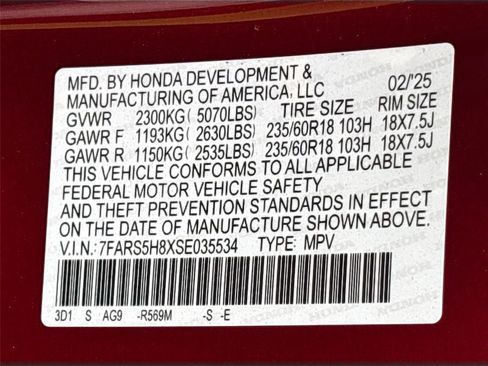 MFD. BY HONDA DEVELOPMENT &
MANUFACTURING OF AMERICA, LLC 02/'25
GVWR 2300KG( 5070LBS) TIRE SIZE RIM SIZE
GAWR F 1193KG( 2630LBS) 235/60R18 103H 18X7.5J
GAWR R 1150KG( 2535LBS) 235/60R18 103H 18X7.5J
THIS VEHICLE CONFORMS TO ALL APPLICABLE
FEDERAL MOTOR VEHICLE SAFETY
AND THEFT PREVENTION STANDARDS IN EFFECT
ON THE DATE OF MANUFACTURE SHOWN ABOVE.
V.I.N.: 7FARS5H8XSE035534 TYPE: MPV
3D1 S AG9 -R569M -S -E